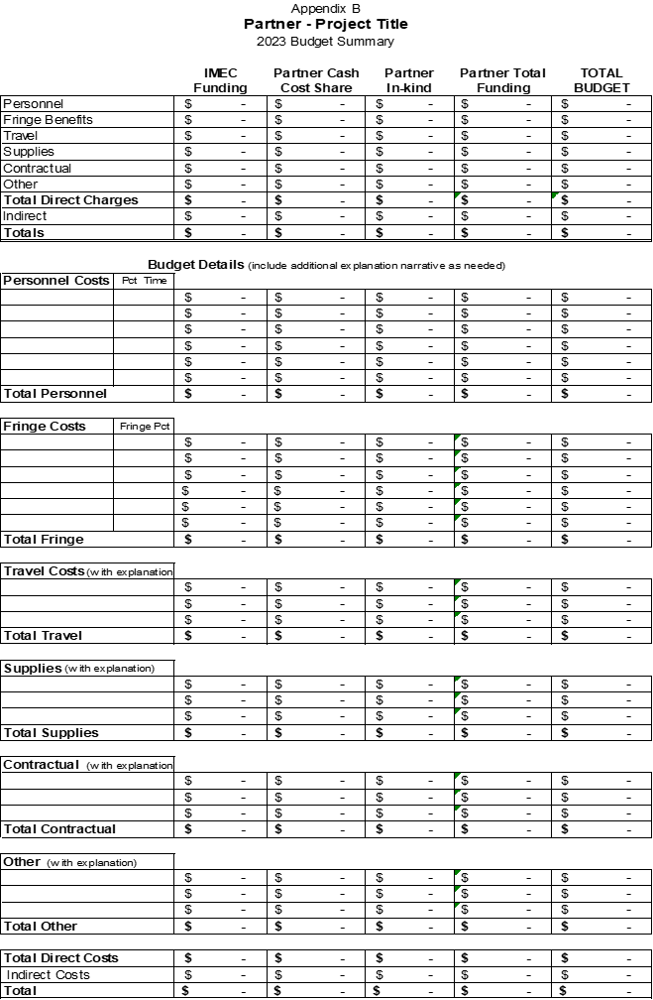 Appendix B
Partner - Project Title
2023 Budget Summary
IMEC Funding Partner Cash Cost Share Partner In-kind Partner Total Funding TOTAL BUDGET
Personnel $ - $ - $ - $ - $ -
Fringe Benefits $ - $ - $ - $ - $ -
Travel $ - $ - $ - $ - $ -
Supplies $ - $ - $ - $ - $ -
Contractual $ - $ - $ - $ - $ -
Other $ - $ - $ - $ - $ -
Total Direct Charges $ - $ - $ - $ - $ -
Indirect $ - $ - $ - $ - $ -
Totals $ - $ - $ - $ - $ -
Budget Details (include additional explanation narrative as needed)
Personnel Costs Pct Time
$ - $ - $ - $ - $ -
$ - $ - $ - $ - $ -
$ - $ - $ - $ - $ -
$ - $ - $ - $ - $ -
$ - $ - $ - $ - $ -
$ - $ - $ - $ - $ -
Total Personnel $ - $ - $ - $ - $ -
Fringe Costs Fringe Pct
$ - $ - $ - $ - $ -
$ - $ - $ - $ - $ -
$ - $ - $ - $ - $ -
$ - $ - $ - $ - $ -
$ - $ - $ - $ - $ -
$ - $ - $ - $ - $ -
Total Fringe $ - $ - $ - $ - $ -
Travel Costs (with explanation
$ - $ - $ - $ - $ -
$ - $ - $ - $ - $ -
$ - $ - $ - $ - $ -
Total Travel $ - $ - $ - $ - $ -
Supplies (with explanation)
$ - $ - $ - $ - $ -
$ - $ - $ - $ - $ -
$ - $ - $ - $ - $ -
Total Supplies $ - $ - $ - $ - $ -
Contractual (with explanation
$ - $ - $ - $ - $ -
$ - $ - $ - $ - $ -
$ - $ - $ - $ - $ -
Total Contractual $ - $ - $ - $ - $ -
Other (with explanation)
$ - $ - $ - $ - $ -
$ - $ - $ - $ - $ -
$ - $ - $ - $ - $ -
Total Other $ - $ - $ - $ - $ -
Total Direct Costs $ - $ - $ - $ - $ -
Indirect Costs $ - $ - $ - $ - $ -
Total $ - $ - $ - $ - $ -